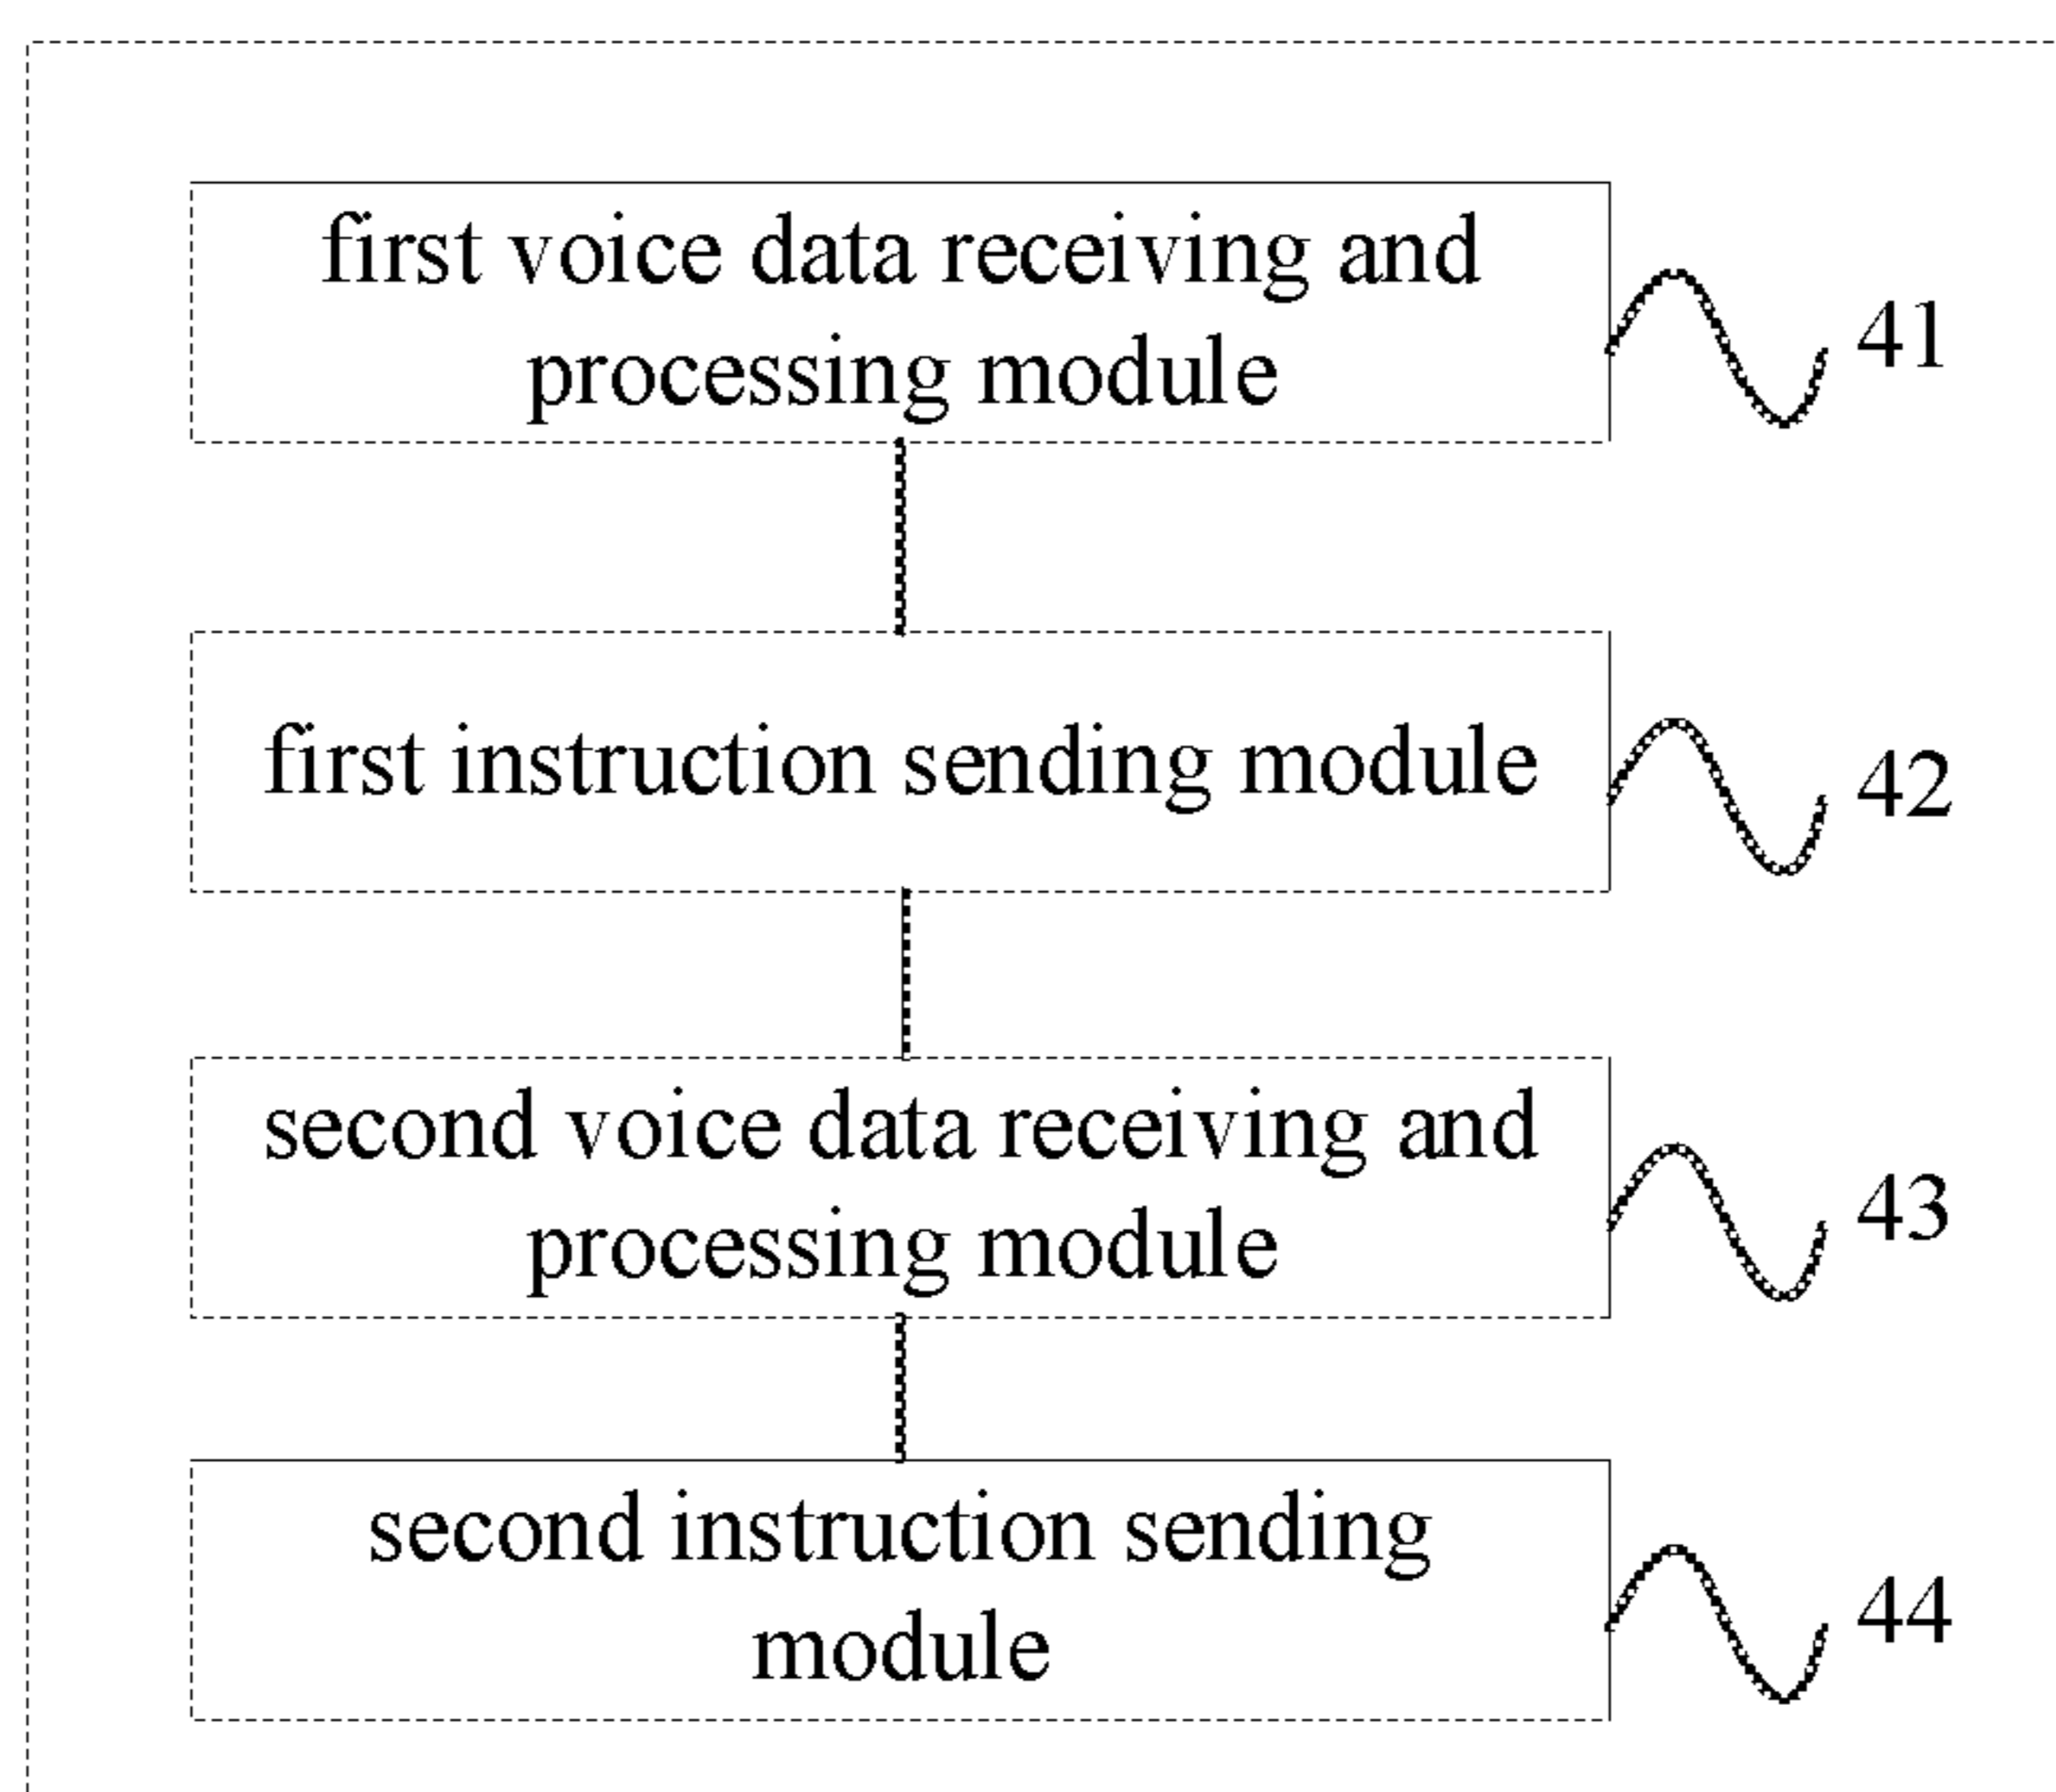 first voice data receiving and
processing module
41
first instruction sending module
42
second voice data receiving and
processing module
43
second instruction sending
module
44